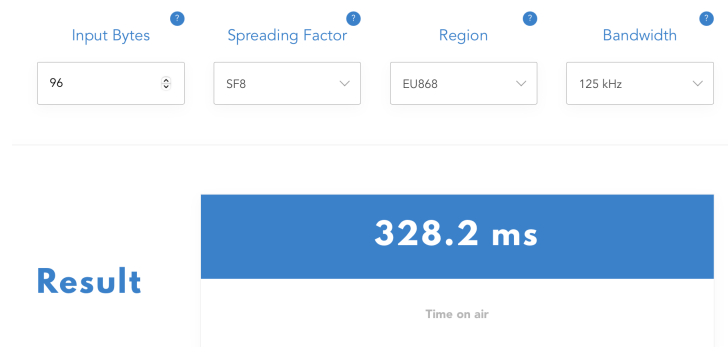 ? ? ? ?
Input Bytes Spreading Factor Region Bandwidth
96 SF8 EU868 125 kHz
328.2 ms
Result
Time on air